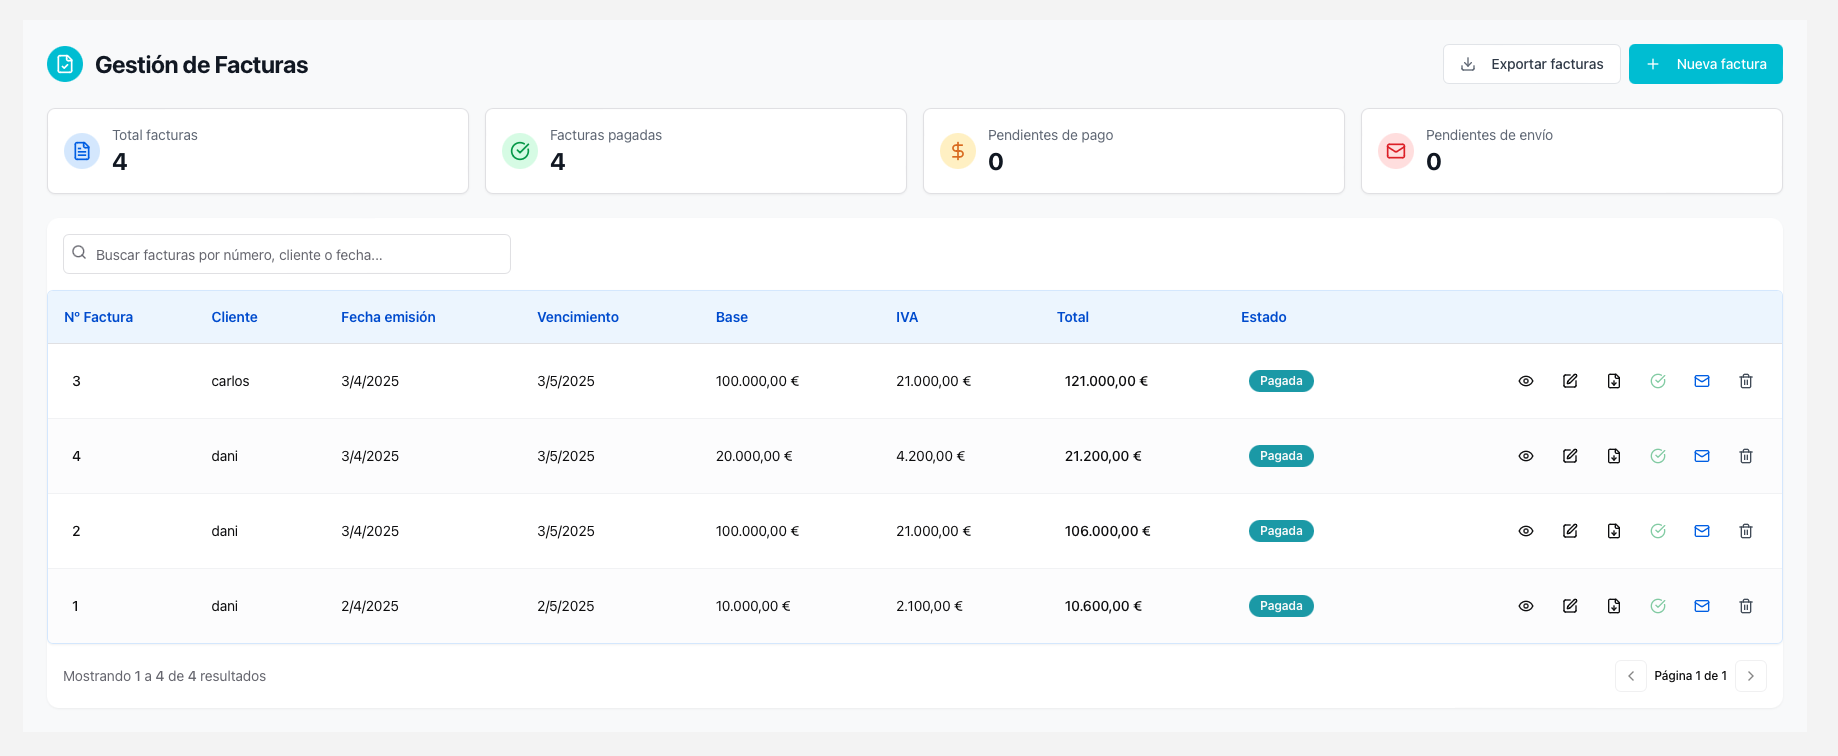 Gestión de Facturas
Exportar facturas
Nueva factura
Total facturas
4
Facturas pagadas
4
Pendientes de pago
0
Pendientes de envío
0
Buscar facturas por número, cliente o fecha...
Nº Factura Cliente Fecha emisión Vencimiento Base IVA Total Estado
3 carlos 3/4/2025 3/5/2025 100.000,00 € 21.000,00 € 121.000,00 € Pagada
4 dani 3/4/2025 3/5/2025 20.000,00 € 4.200,00 € 21.200,00 € Pagada
2 dani 3/4/2025 3/5/2025 100.000,00 € 21.000,00 € 106.000,00 € Pagada
1 dani 2/4/2025 2/5/2025 10.000,00 € 2.100,00 € 10.600,00 € Pagada
Mostrando 1 a 4 de 4 resultados
Página 1 de 1